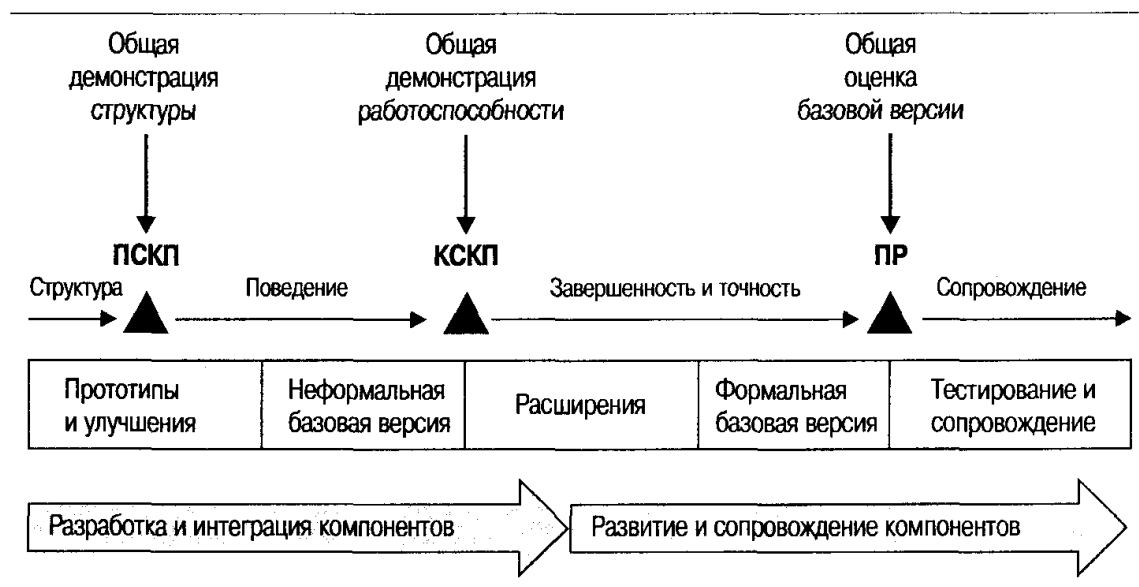 Общая
демонстрация
структуры
Общая
демонстрация
работоспособности
Общая
оценка
базовой версии
ПСКП
КСКП
ПР
Структура
Поведение
Завершенность и точность
Сопровождение
Прототипы
и улучшения
Неформальная
базовая версия
Расширения
Формальная
базовая версия
Тестирование и
сопровождение
Разработка и интеграция компонентов
Развитие и сопровождение компонентов